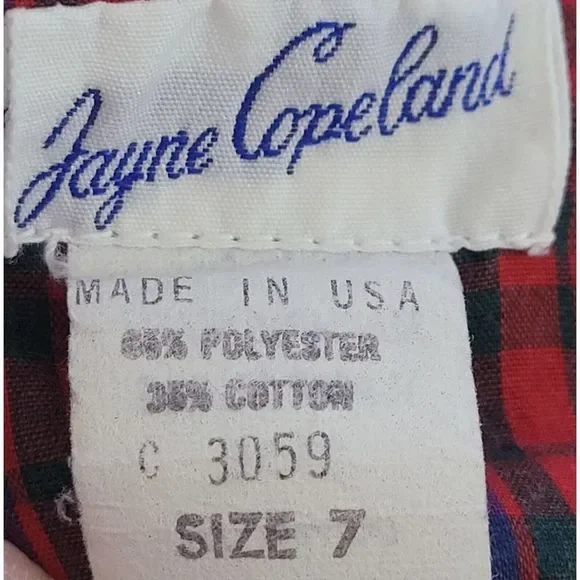 Jayne Copeland
MADE IN USA
65% POLYESTER
35% COTTON
C 3059
SIZE 7